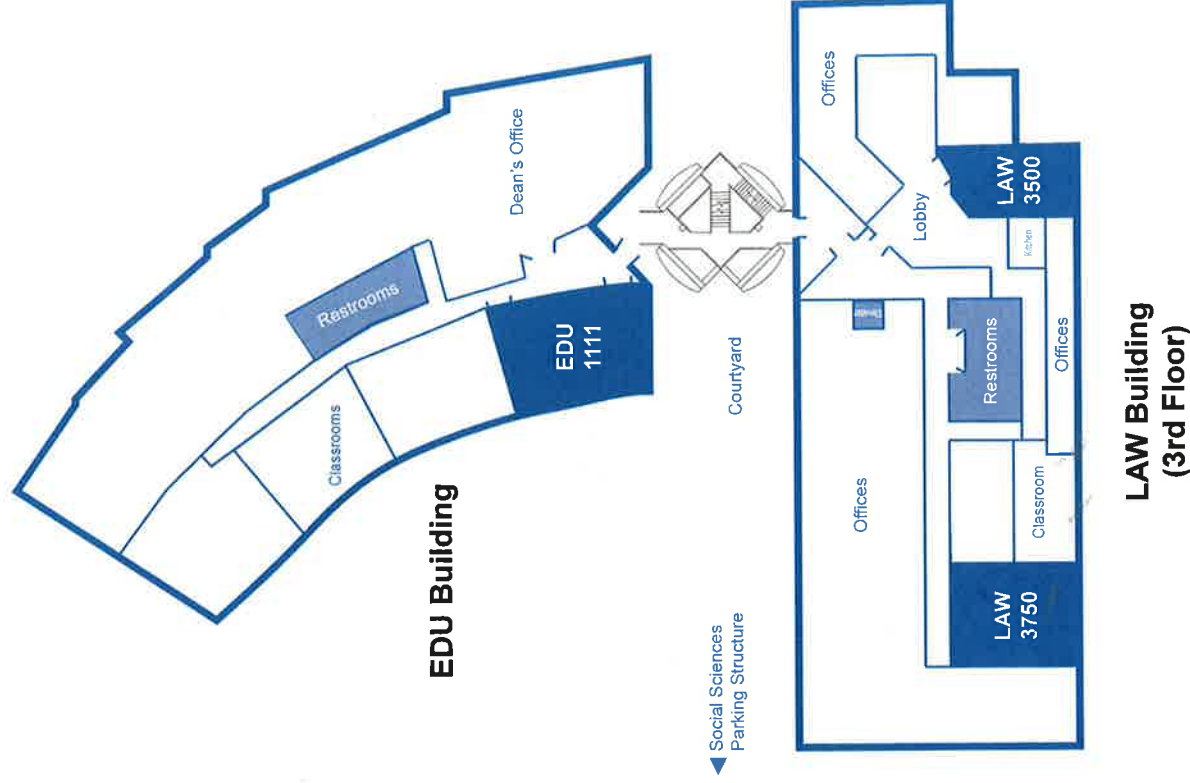 EDU Building
Classrooms
Restrooms
Dean's Office
EDU
1111
Social Sciences
Parking Structure
Courtyard
Offices
Elevator
Offices
Lobby
LAW
3750
Classroom
Restrooms
Offices
Kitchen
LAW
3500
LAW Building
(3rd Floor)